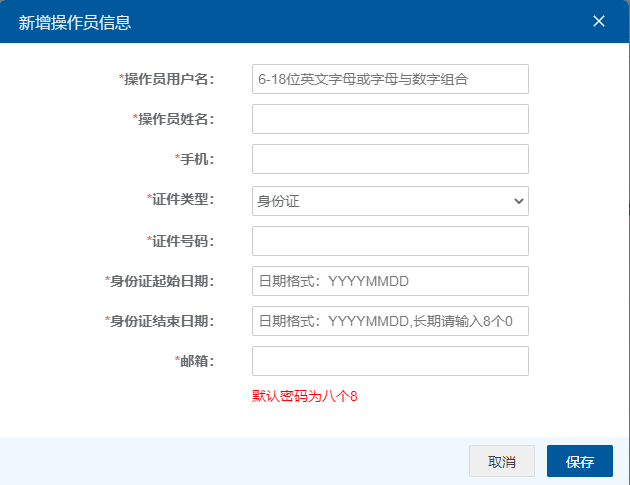 新增操作员信息
*操作员用户名： 6-18位英文字母或字母与数字组合
*操作员姓名：
*手机：
*证件类型： 身份证
*证件号码：
*身份证起始日期： 日期格式：YYYYMMDD
*身份证结束日期： 日期格式：YYYYMMDD,长期请输入8个0
*邮箱：
默认密码为八个8
取消 保存